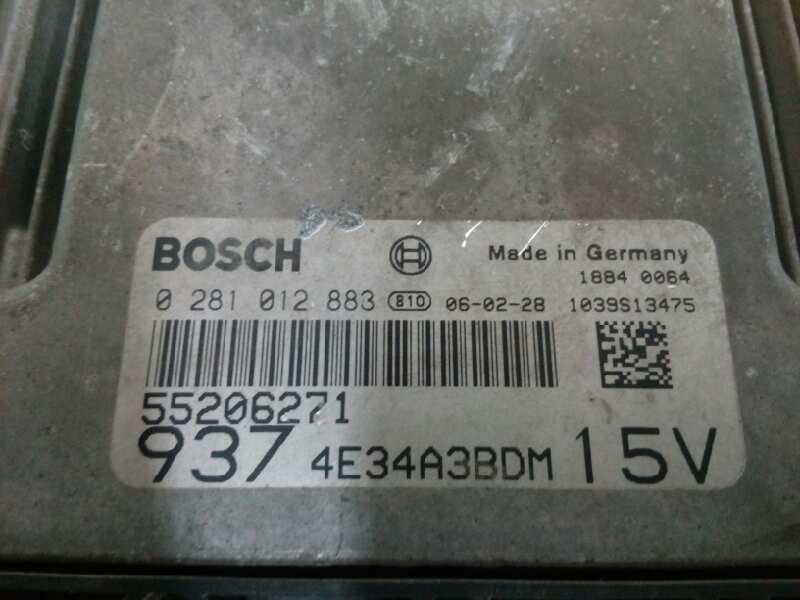 BOSCH Made in Germany
1884 0064
0 281 012 883 810 06-02-28 1039S13475
55206271
937 4E34A3BDM 15V